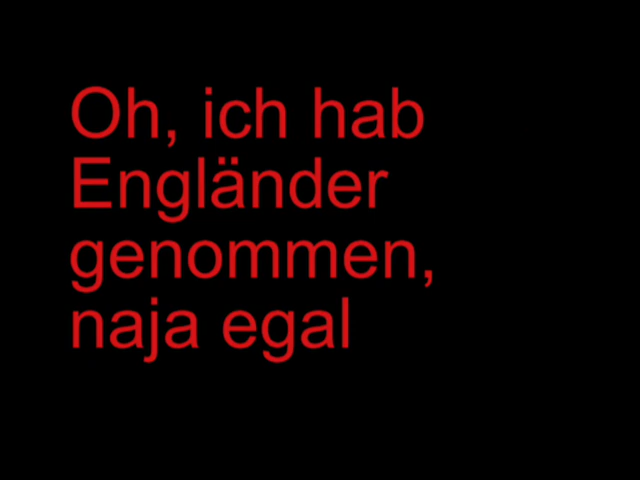 Oh, ich hab
Engländer
genommen,
naja egal